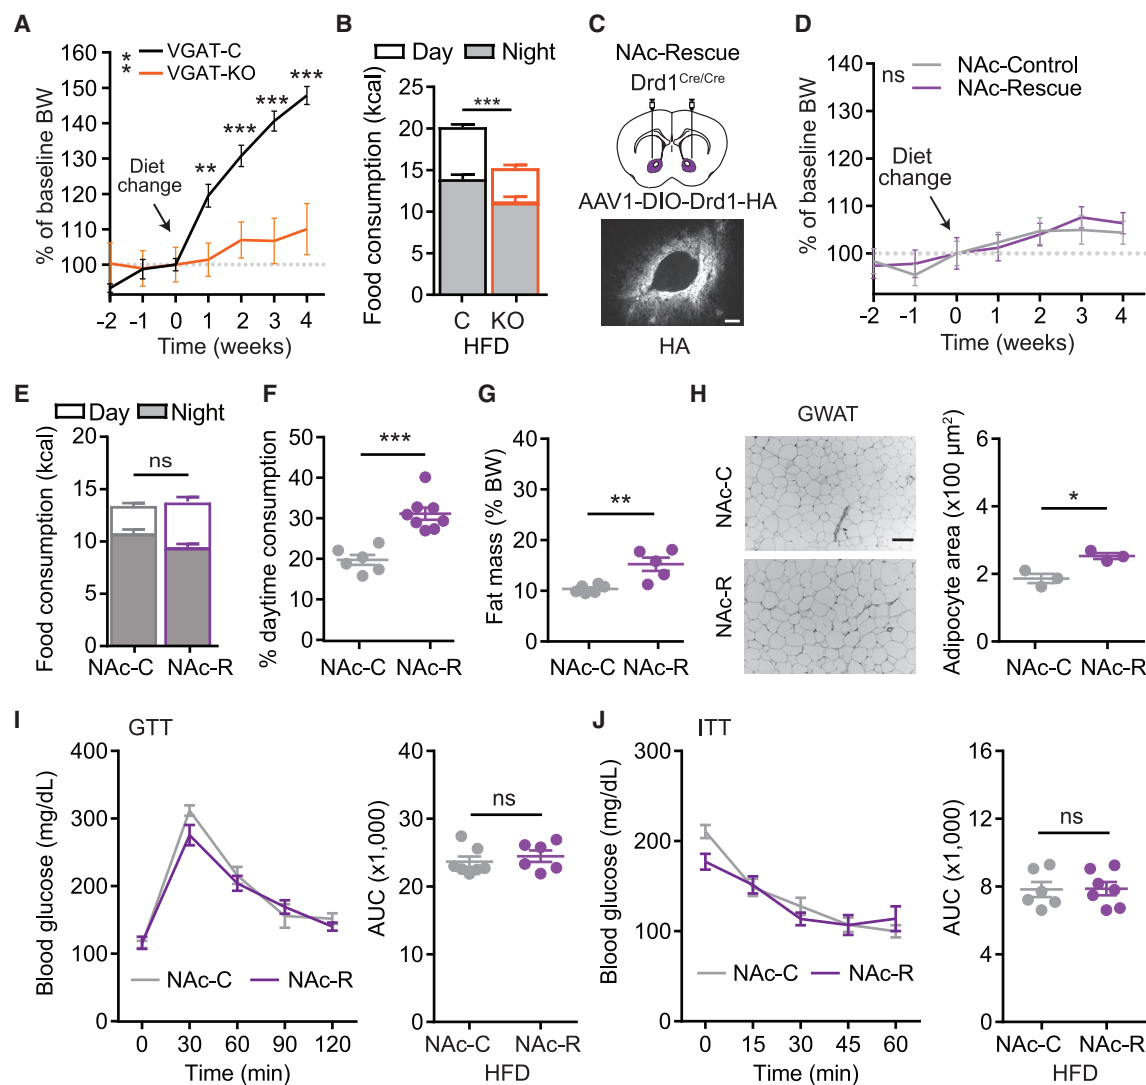 A
% of baseline BW
160
150
140
130
120
110
100
**
VGAT-C
VGAT-KO
Diet
change
**
***
***
***
-2 -1 0 1 2 3 4
Time (weeks)
B
Day Night
Food consumption (kcal)
25
20
15
10
5
0
***
C KO
HFD
C
NAc-Rescue
Drd1Cre/Cre
AAV1-DIO-Drd1-HA
HA
D
% of baseline BW
140
130
120
110
100
ns
NAc-Control
NAc-Rescue
Diet
change
-2 -1 0 1 2 3 4
Time (weeks)
E
Day Night
Food consumption (kcal)
20
15
10
5
0
ns
NAc-C NAc-R
F
% daytime consumption
50
40
30
20
10
0
***
NAc-C NAc-R
G
Fat mass (% BW)
40
30
20
10
0
**
NAc-C NAc-R
H
GWAT
NAc-C
NAc-R
Adipocyte area (x100 µm²)
6
4
2
0
*
NAc-C NAc-R
I
GTT
Blood glucose (mg/dL)
400
300
200
100
0
NAc-C NAc-R
0 30 60 90 120
Time (min)
AUC (x1,000)
40
30
20
10
0
ns
NAc-C NAc-R
HFD
J
ITT
Blood glucose (mg/dL)
300
200
100
0
NAc-C NAc-R
0 15 30 45 60
Time (min)
AUC (x1,000)
16
12
8
4
0
ns
NAc-C NAc-R
HFD